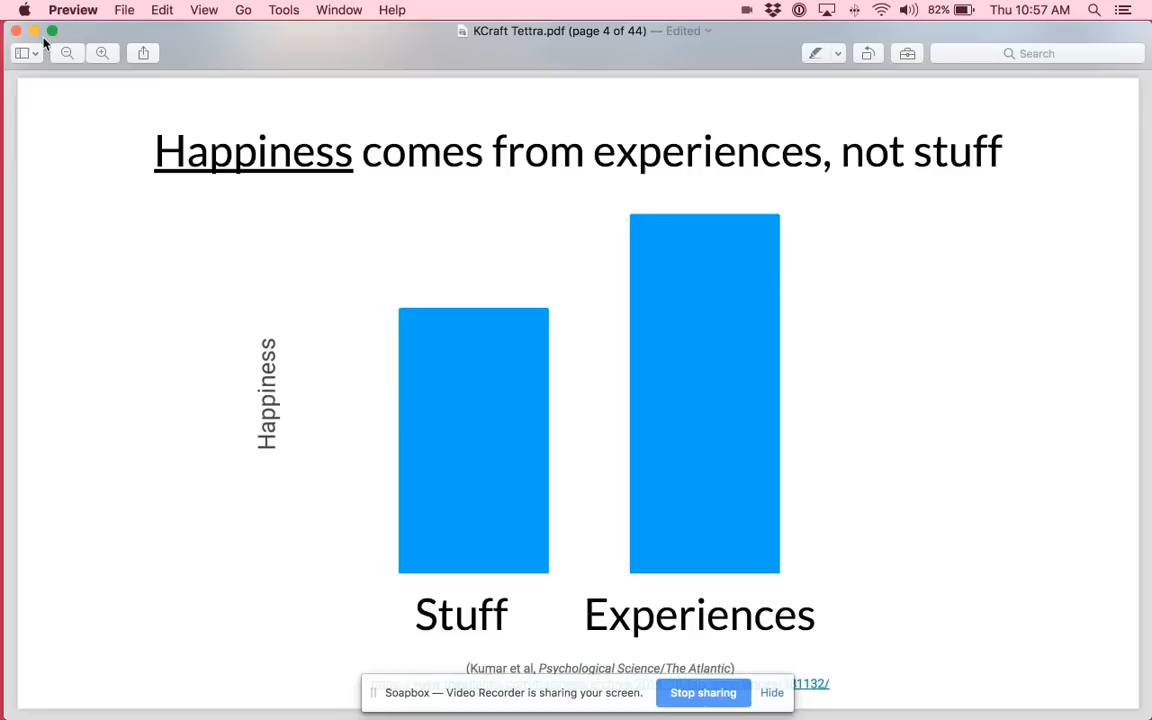 Preview File Edit View Go Tools Window Help 82% Thu 10:57 AM
KCraft Tettra.pdf (page 4 of 44) — Edited
Search
Happiness comes from experiences, not stuff
Happiness
Stuff Experiences
(Kumar et al, Psychological Science/The Atlantic)
81132/
Soapbox — Video Recorder is sharing your screen. Stop sharing Hide